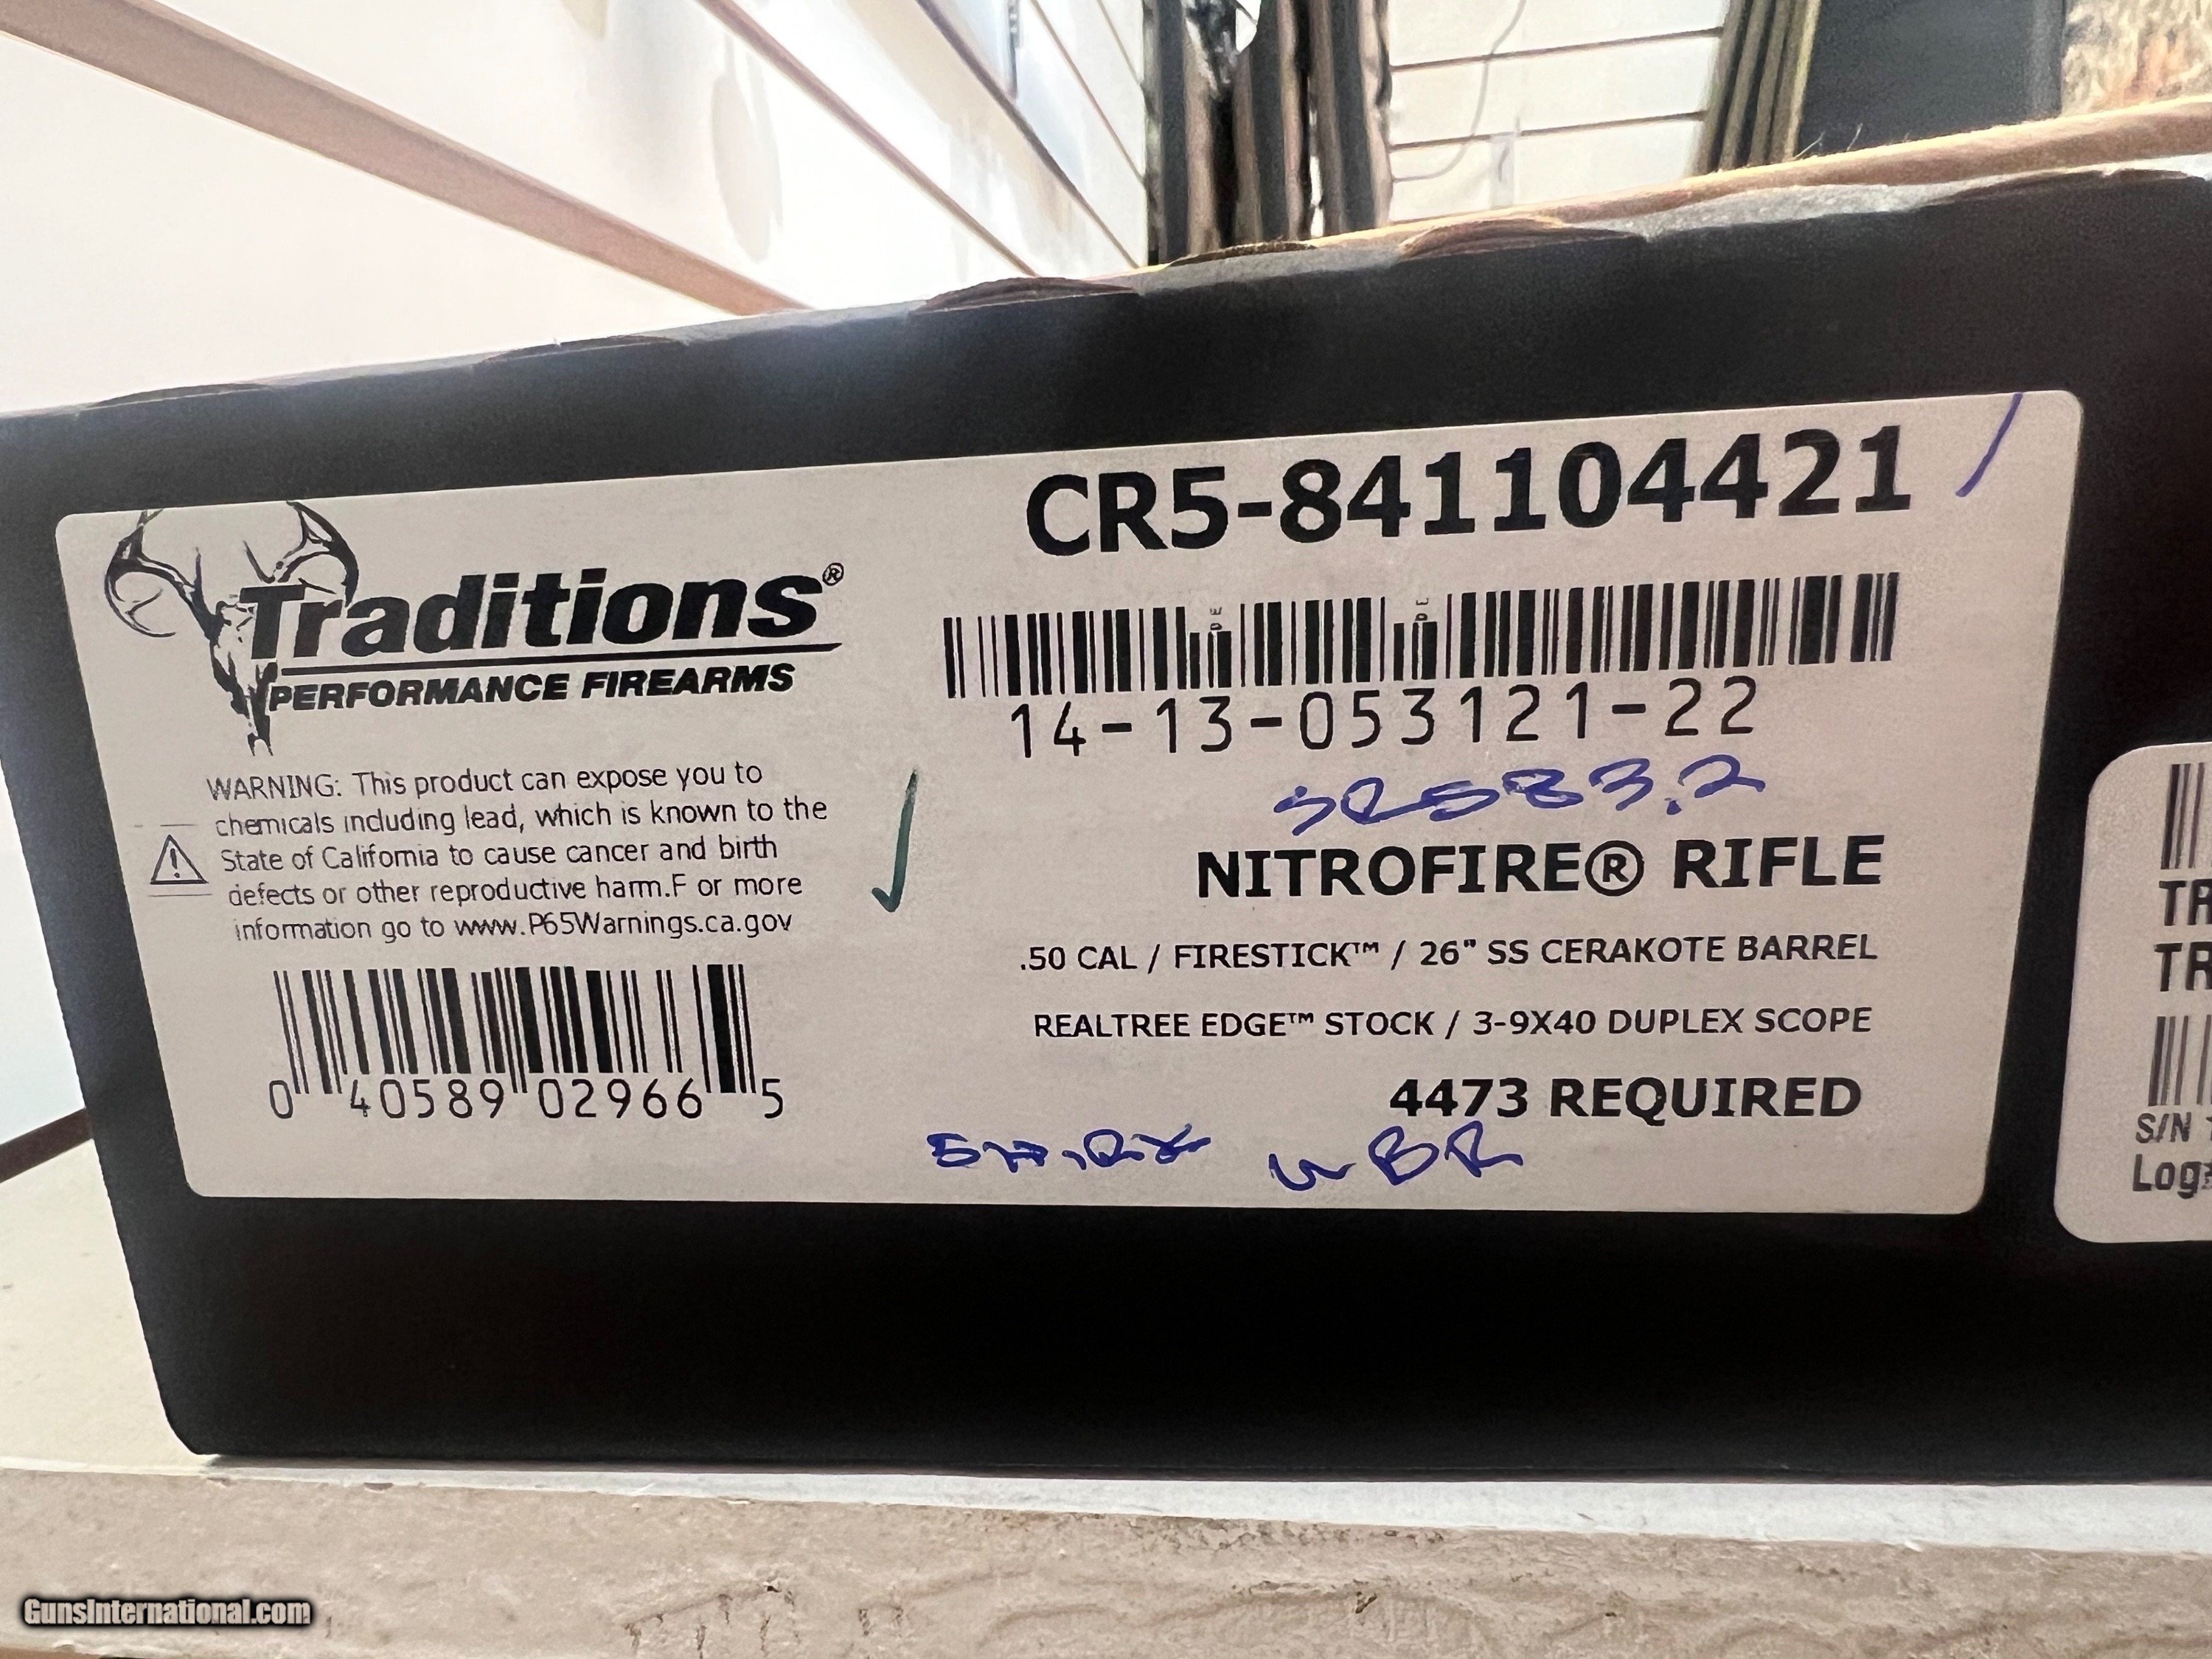 CR5-841104421
Traditions®
PERFORMANCE FIREARMS
14-13-053121-22
WARNING: This product can expose you to
chemicals including lead, which is known to the
State of California to cause cancer and birth
defects or other reproductive harm.F or more
information go to www.P65Warnings.ca.gov
NITROFIRE® RIFLE
.50 CAL / FIRESTICK™ / 26" SS CERAKOTE BARREL
REALTREE EDGE™ STOCK / 3-9X40 DUPLEX SCOPE
4473 REQUIRED
0 40589 02966 5
TR
TR
S/N
Log#
GunsInternational.com